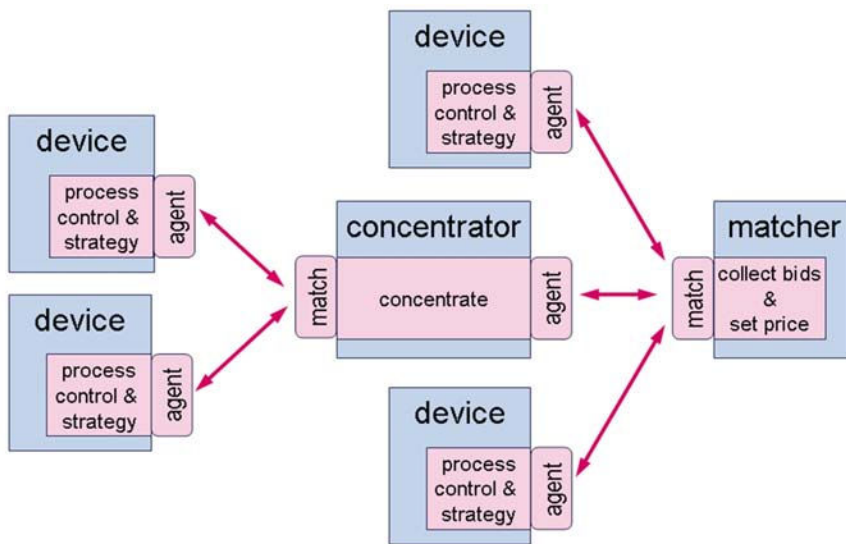 device
process
control &
strategy
agent
device
process
control &
strategy
agent
device
process
control &
strategy
agent
concentrator
match
concentrate
agent
device
process
control &
strategy
agent
matcher
match
collect bids
&
set price